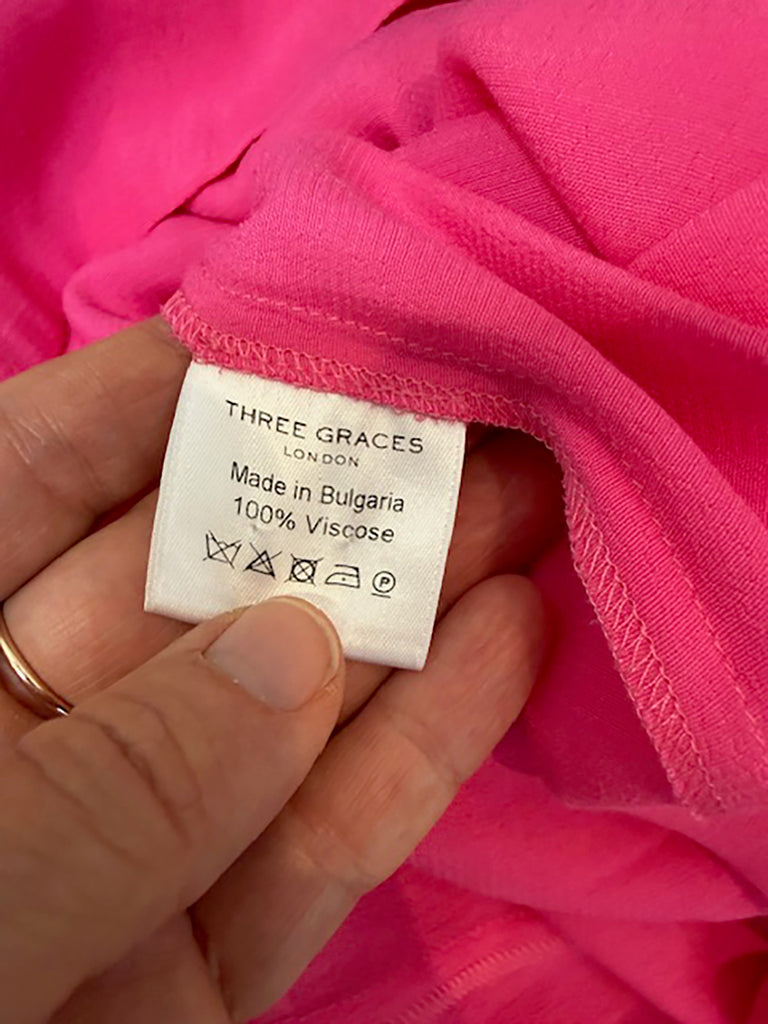 THREE GRACES
LONDON
Made in Bulgaria
100% Viscose
P